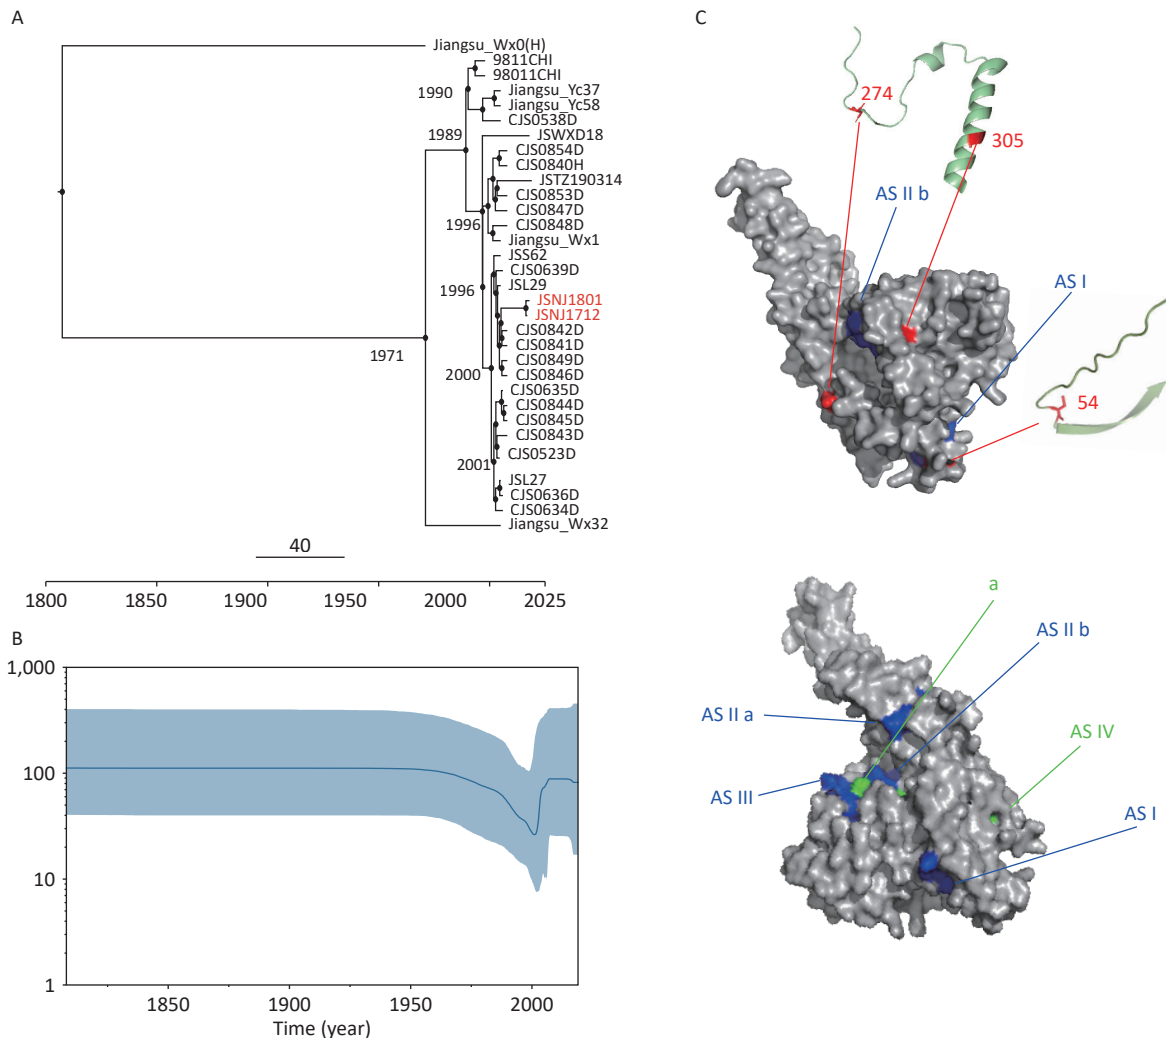 A
Jiangsu_Wx0(H)
9811CHI
98011CHI
1990
Jiangsu_Yc37
Jiangsu_Yc58
CJS0538D
1989
JSWXD18
CJS0854D
CJS0840H
JSTZ190314
CJS0853D
CJS0847D
1996
CJS0848D
Jiangsu_Wx1
JSS62
CJS0639D
1996
JSL29
JSNJ1801
JSNJ1712
CJS0842D
CJS0841D
1971
CJS0849D
2000
CJS0846D
CJS0635D
CJS0844D
CJS0845D
CJS0843D
CJS0523D
2001
JSL27
CJS0636D
CJS0634D
Jiangsu_Wx32
40
1800 1850 1900 1950 2000 2025
B
1,000
100
10
1
1850 1900 1950 2000
Time (year)
C
274
305
AS II b
AS I
54
a
AS II b
AS II a
AS IV
AS III
AS I